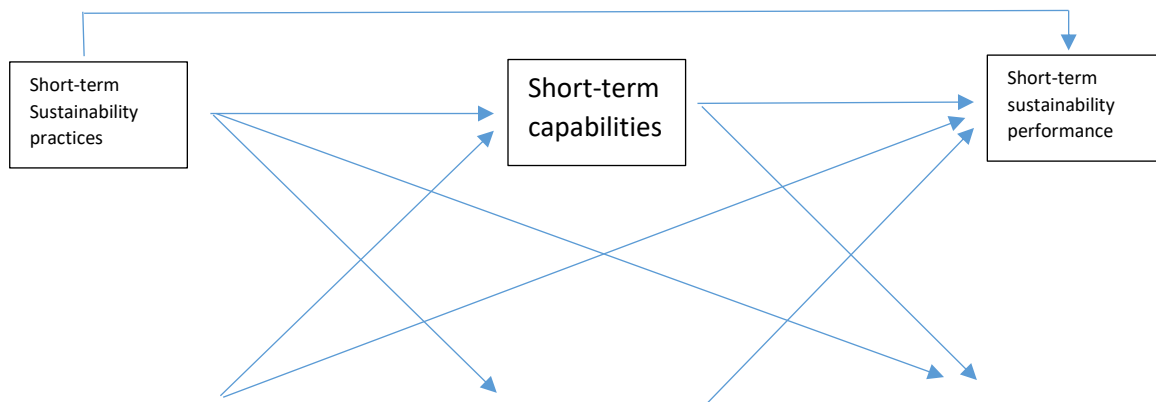 Short-term
Sustainability
practices
Short-term
capabilities
Short-term
sustainability
performance